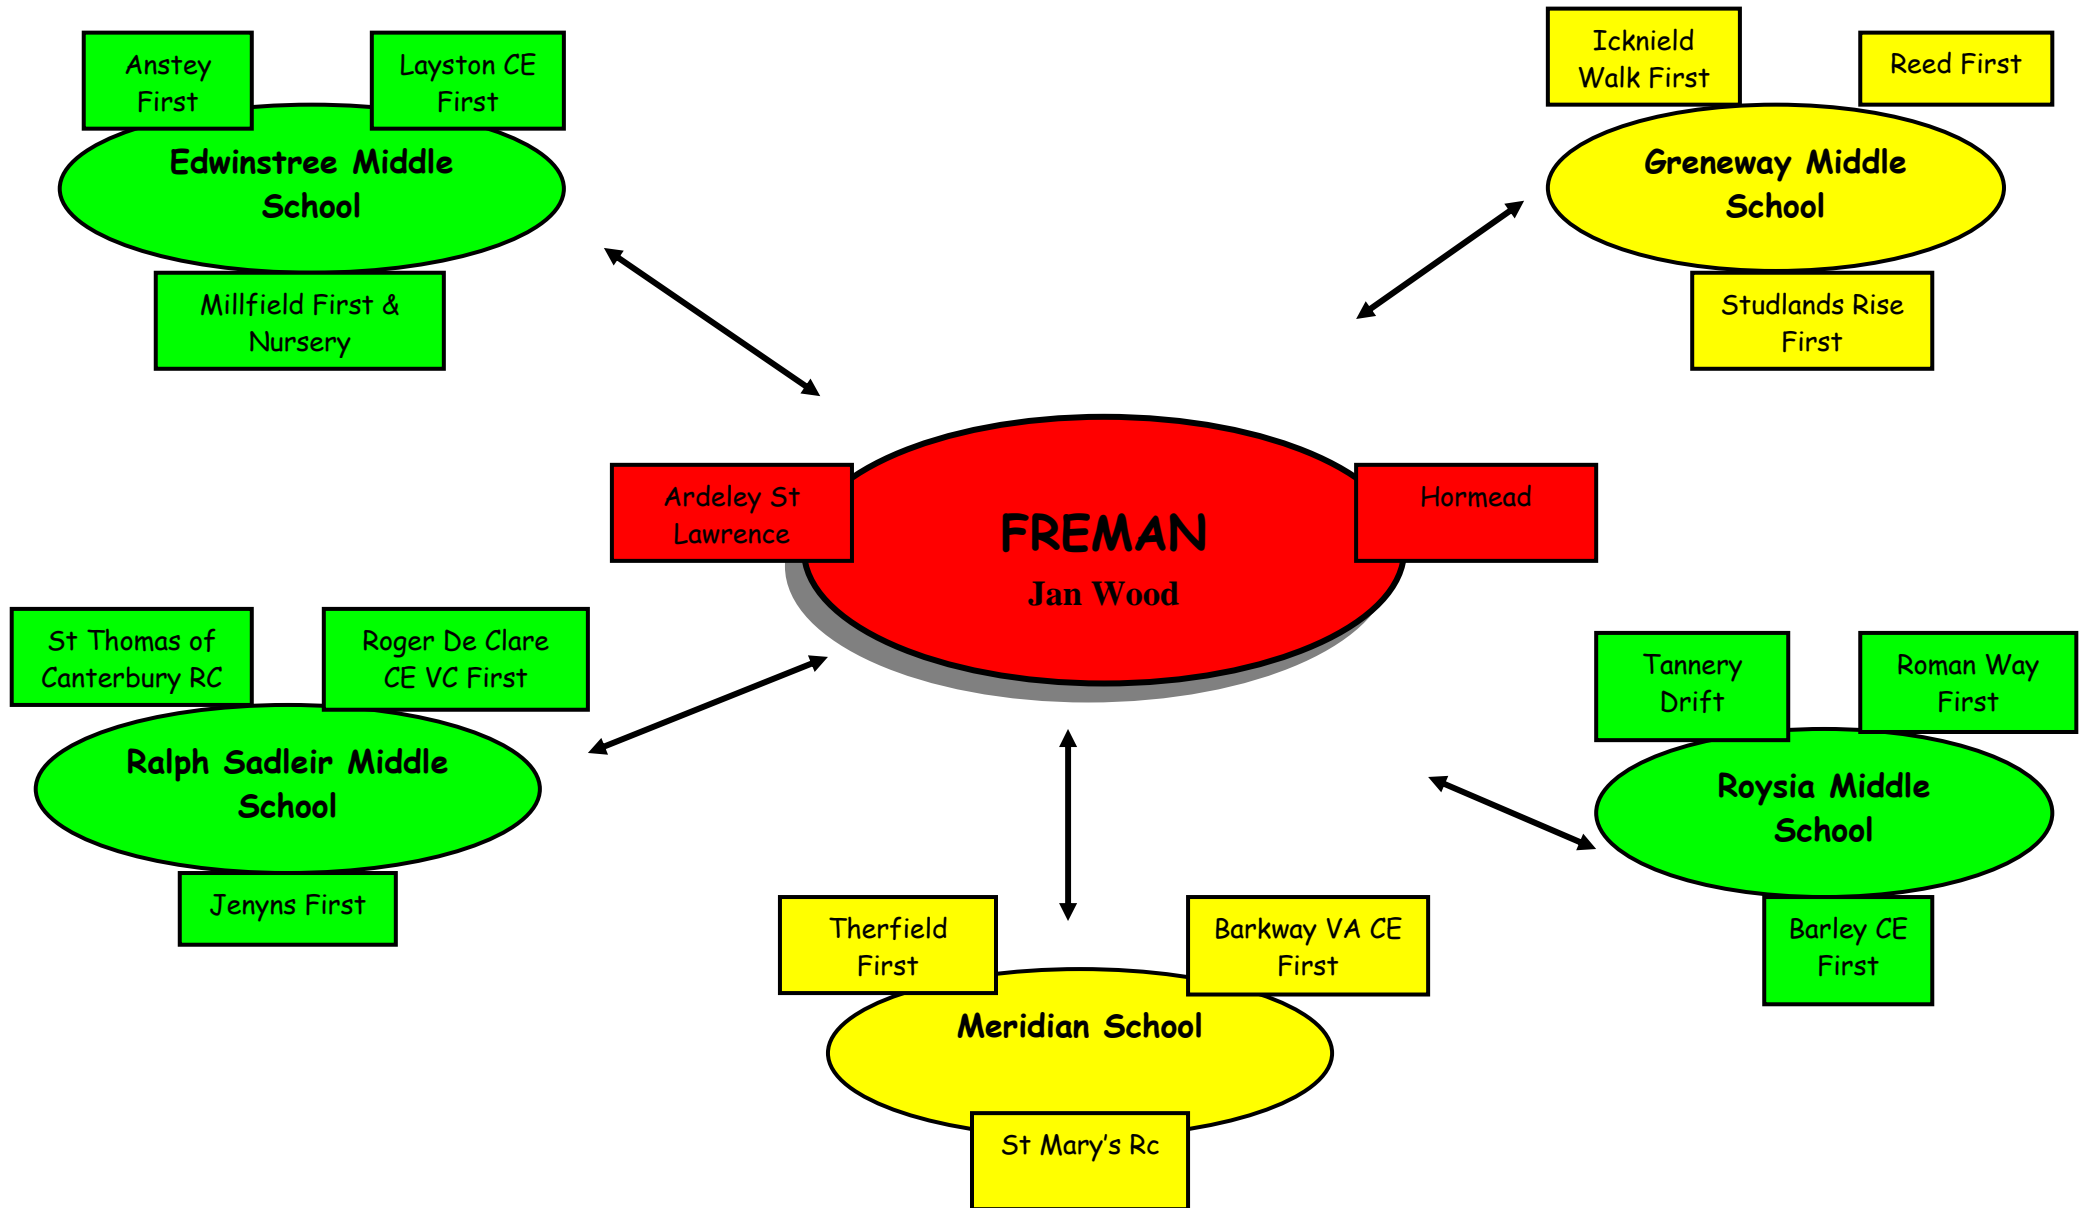 Anstey
First
Layston CE
First
Edwinstree Middle
School
Millfield First &
Nursery
Icknield
Walk First
Reed First
Greneway Middle
School
Studlands Rise
First
Ardeley St
Lawrence
FREMAN
Jan Wood
Hormead
St Thomas of
Canterbury RC
Roger De Clare
CE VC First
Ralph Sadleir Middle
School
Jenyns First
Tannery
Drift
Roman Way
First
Roysia Middle
School
Barley CE
First
Therfield
First
Barkway VA CE
First
Meridian School
St Mary's Rc